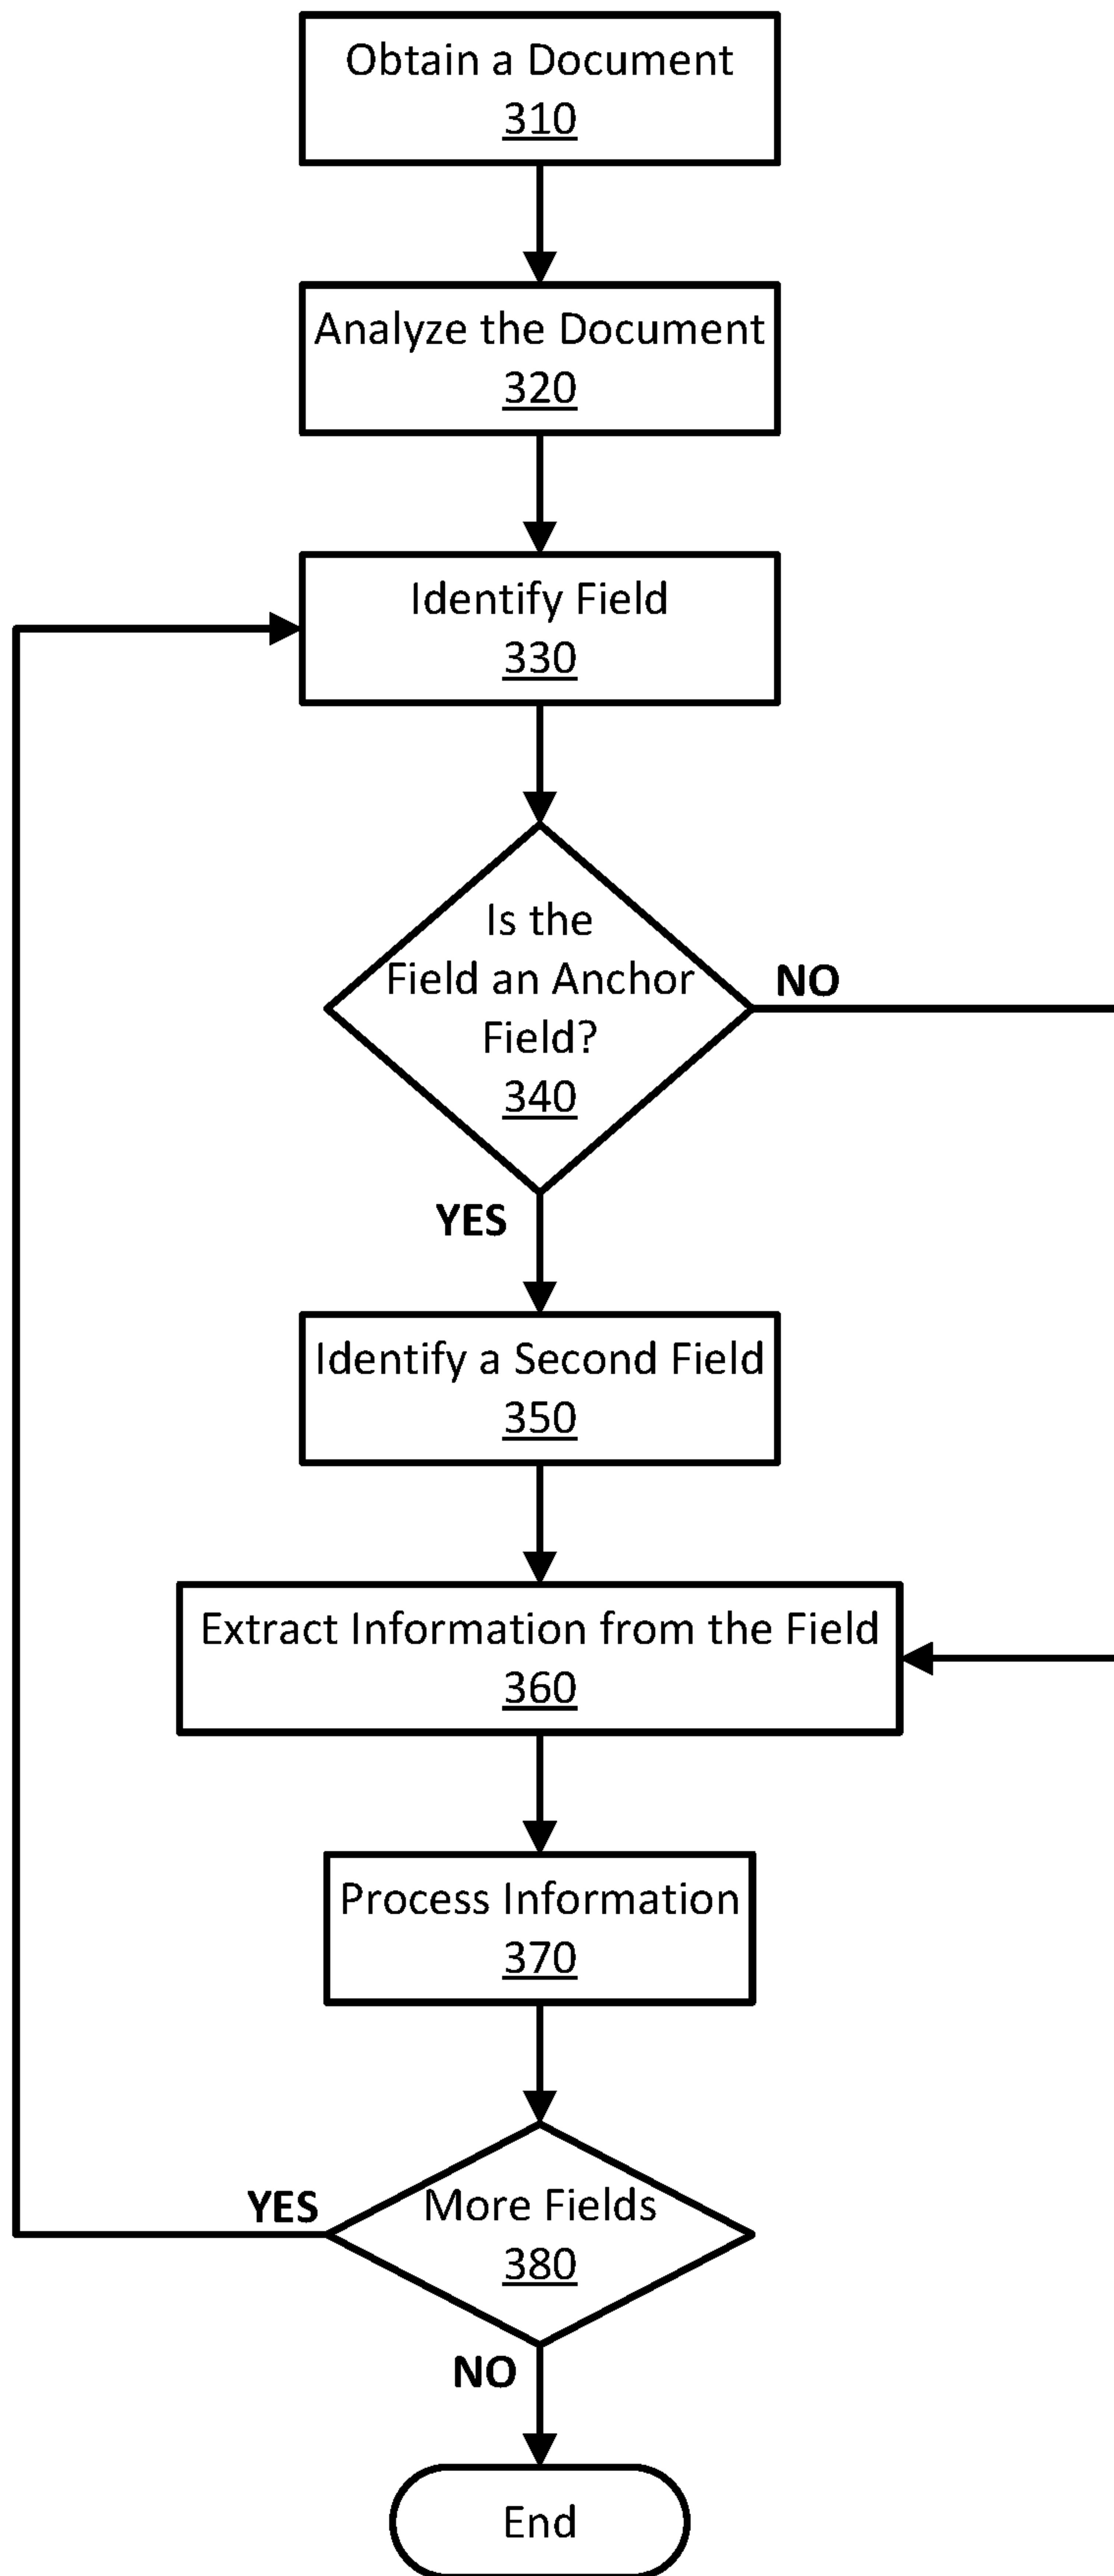 Obtain a Document
310
Analyze the Document
320
Identify Field
330
Is the
Field an Anchor
Field?
340
NO
YES
Identify a Second Field
350
Extract Information from the Field
360
Process Information
370
YES
More Fields
380
NO
End